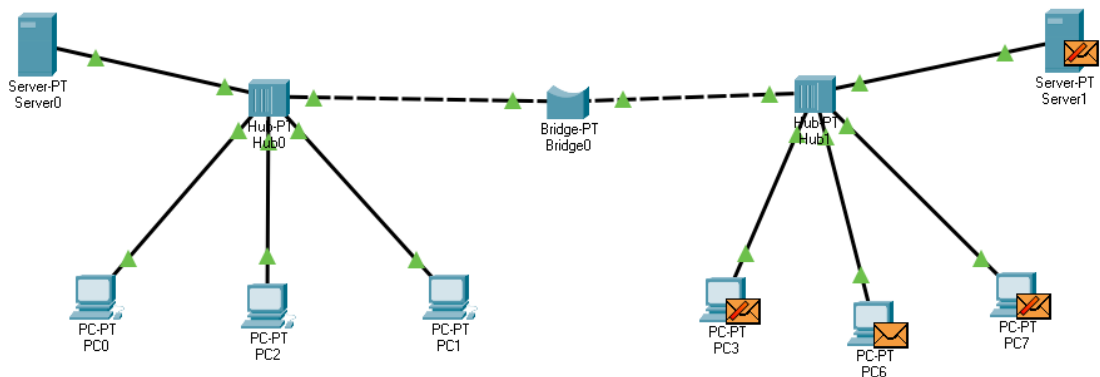 Server-PT
Server0
Hub-PT
Hub0
Bridge-PT
Bridge0
Hub-PT
Hub1
Server-PT
Server1
PC-PT
PC0
PC-PT
PC2
PC-PT
PC1
PC-PT
PC3
PC-PT
PC6
PC-PT
PC7